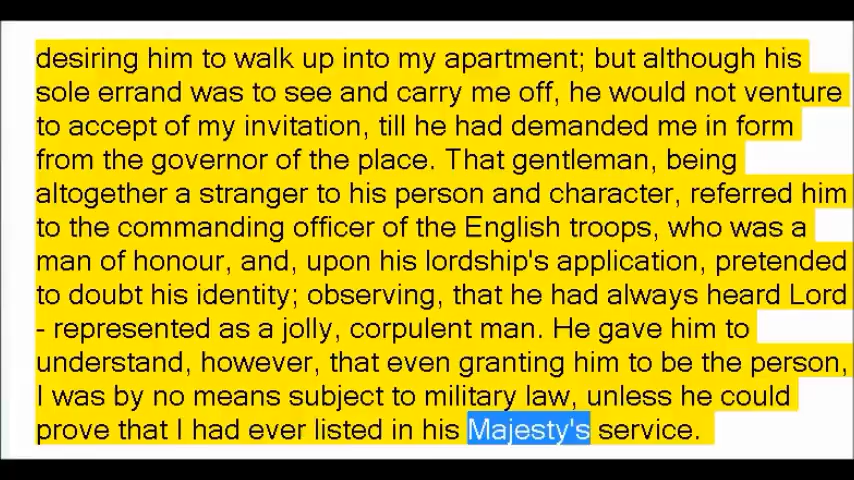 desiring him to walk up into my apartment; but although his
sole errand was to see and carry me off, he would not venture
to accept of my invitation, till he had demanded me in form
from the governor of the place. That gentleman, being
altogether a stranger to his person and character, referred him
to the commanding officer of the English troops, who was a
man of honour, and, upon his lordship's application, pretended
to doubt his identity; observing, that he had always heard Lord
- represented as a jolly, corpulent man. He gave him to
understand, however, that even granting him to be the person,
I was by no means subject to military law, unless he could
prove that I had ever listed in his Majesty's service.